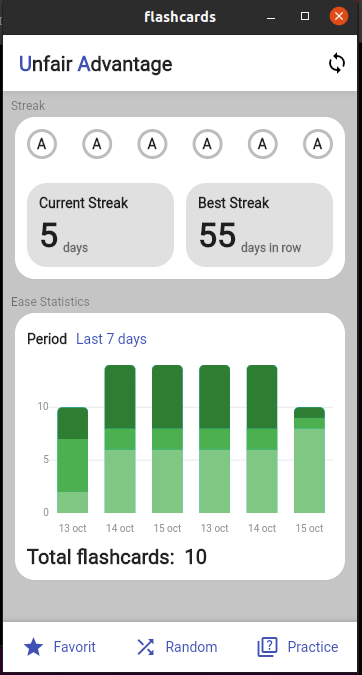 flashcards
Unfair Advantage
Streak
A A A A A A
Current Streak Best Streak
5 days 55 days in row
Ease Statistics
Period Last 7 days
10
5
0
13 oct 14 oct 15 oct 13 oct 14 oct 15 oct
Total flashcards: 10
Favorit Random Practice